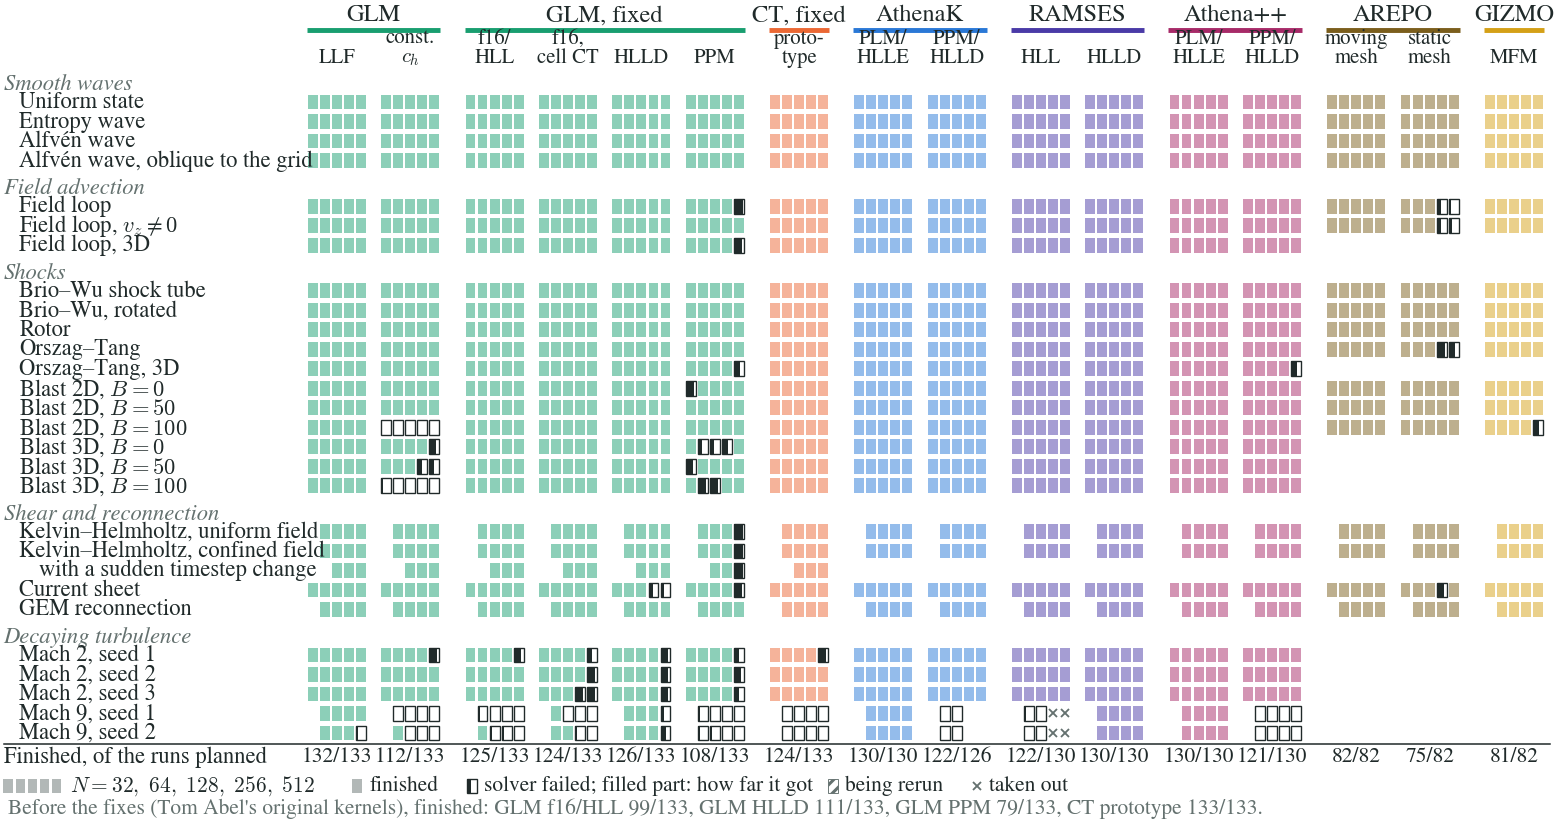 GLM GLM, fixed CT, fixed AthenaK RAMSES Athena++ AREPO GIZMO
const. f16/ f16, proto- PLM/ PPM/ PLM/ PPM/ moving static
LLF c_h HLL cell CT HLLD PPM type HLLE HLLD HLL HLLD HLLE HLLD mesh mesh MFM
Smooth waves
Uniform state
Entropy wave
Alfvén wave
Alfvén wave, oblique to the grid
Field advection
Field loop
Field loop, v_z ≠ 0
Field loop, 3D
Shocks
Brio–Wu shock tube
Brio–Wu, rotated
Rotor
Orszag–Tang
Orszag–Tang, 3D
Blast 2D, B = 0
Blast 2D, B = 50
Blast 2D, B = 100
Blast 3D, B = 0
Blast 3D, B = 50
Blast 3D, B = 100
Shear and reconnection
Kelvin–Helmholtz, uniform field
Kelvin–Helmholtz, confined field
with a sudden timestep change
Current sheet
GEM reconnection
Decaying turbulence
Mach 2, seed 1
Mach 2, seed 2
Mach 2, seed 3
Mach 9, seed 1 ××
Mach 9, seed 2 ××
Finished, of the runs planned 132/133 112/133 125/133 124/133 126/133 108/133 124/133 130/130 122/126 122/130 130/130 130/130 121/130 82/82 75/82 81/82
N = 32, 64, 128, 256, 512 finished solver failed; filled part: how far it got being rerun × taken out
Before the fixes (Tom Abel's original kernels), finished: GLM f16/HLL 99/133, GLM HLLD 111/133, GLM PPM 79/133, CT prototype 133/133.